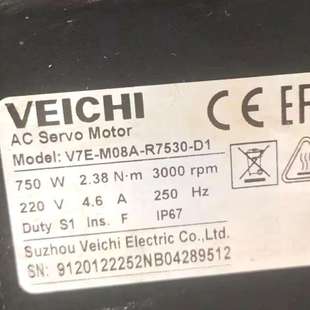 VEICHI
AC Servo Motor
Model: V7E-M08A-R7530-D1
750 W 2.38 N·m 3000 rpm
220 V 4.6 A 250 Hz
Duty S1 Ins. F IP67
Suzhou Veichi Electric Co.,Ltd.
SN: 9120122252NB04289512
CE EAC